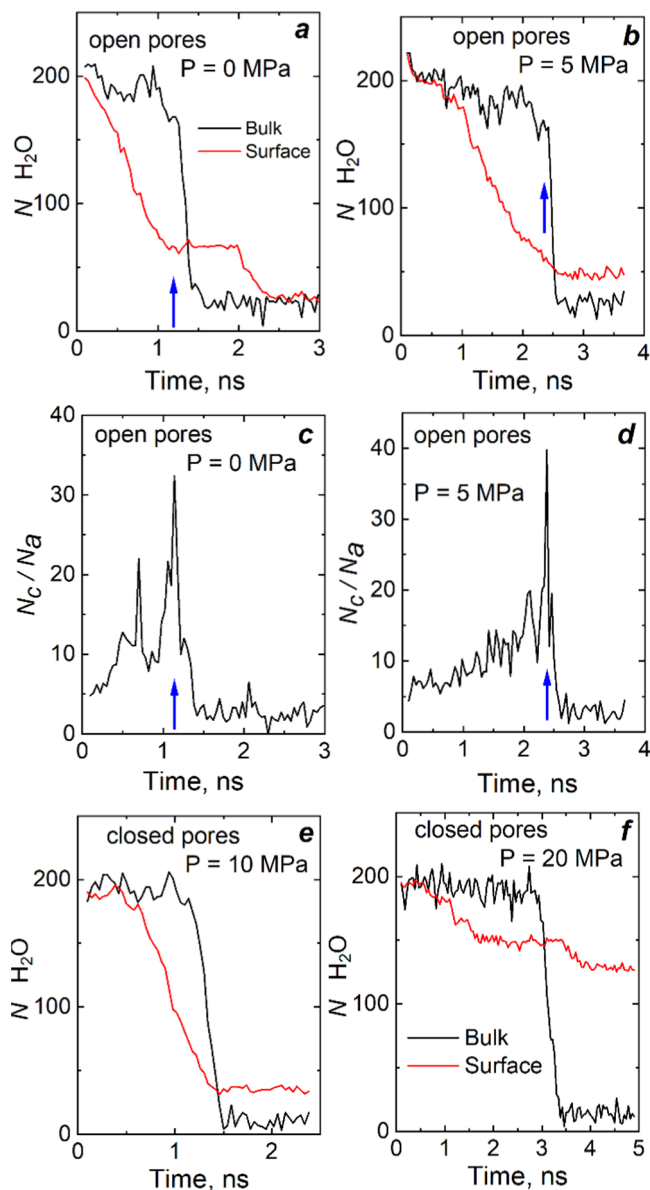 a
open pores
P = 0 MPa
Bulk
Surface
N H2O
200
100
0
0 1 2 3
Time, ns
b
open pores
P = 5 MPa
N H2O
200
100
0
0 1 2 3 4
Time, ns
c
open pores
P = 0 MPa
Nc / Na
40
30
20
10
0
0 1 2 3
Time, ns
d
open pores
P = 5 MPa
Nc / Na
40
30
20
10
0
0 1 2 3 4
Time, ns
e
closed pores
P = 10 MPa
N H2O
200
100
0
0 1 2
Time, ns
f
closed pores
P = 20 MPa
N H2O
200
100
0
Bulk
Surface
0 1 2 3 4 5
Time, ns